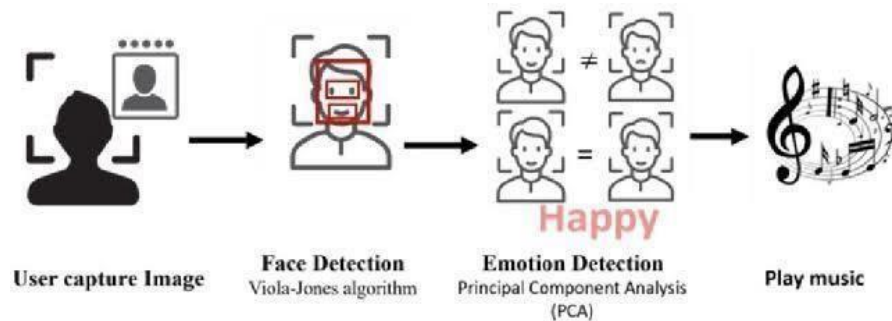 ≠
=
Happy
User capture Image
Face Detection
Viola-Jones algorithm
Emotion Detection
Principal Component Analysis
(PCA)
Play music